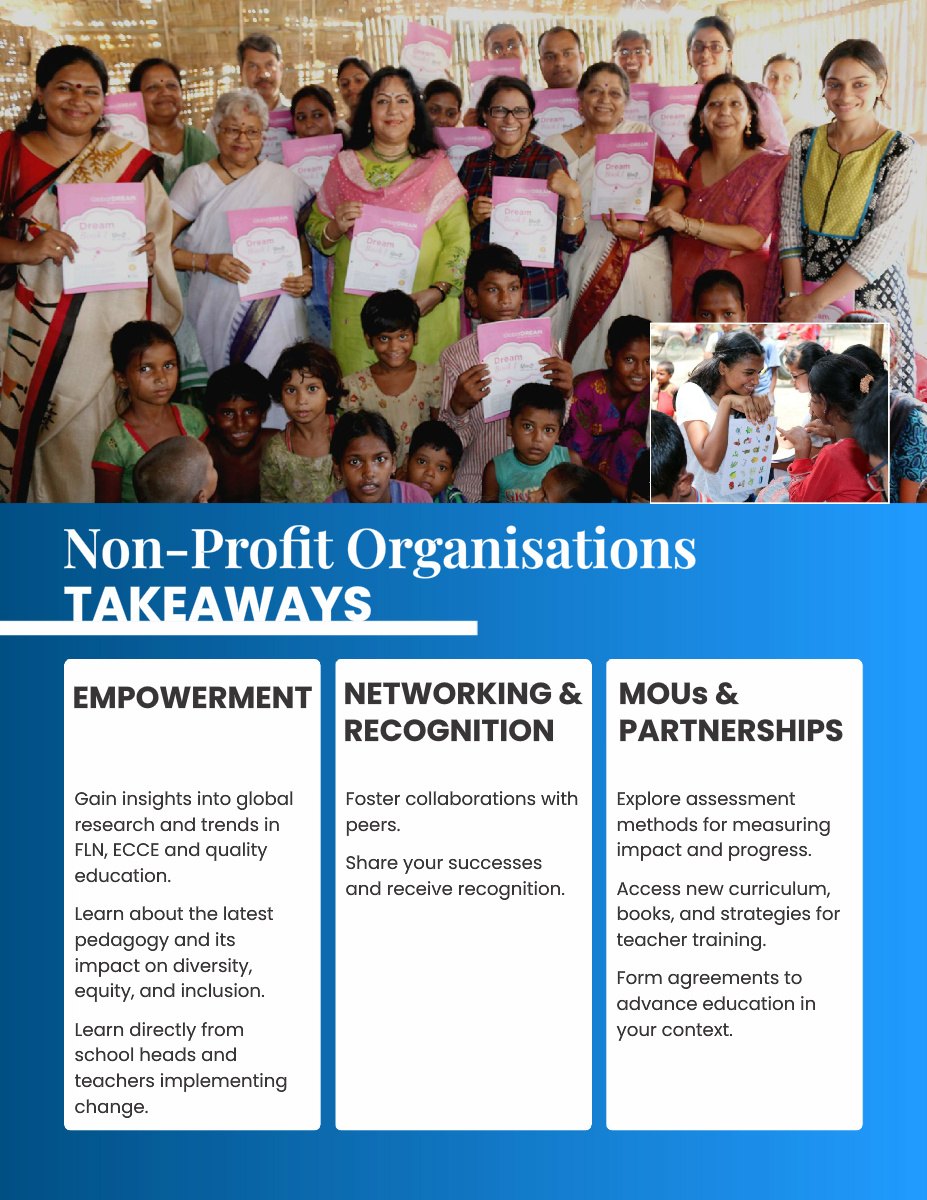 GlobalDREAM
Dream
Non-Profit Organisations
TAKEAWAYS
EMPOWERMENT
Gain insights into global
research and trends in
FLN, ECCE and quality
education.
Learn about the latest
pedagogy and its
impact on diversity,
equity, and inclusion.
Learn directly from
school heads and
teachers implementing
change.
NETWORKING &
RECOGNITION
Foster collaborations with
peers.
Share your successes
and receive recognition.
MOUs &
PARTNERSHIPS
Explore assessment
methods for measuring
impact and progress.
Access new curriculum,
books, and strategies for
teacher training.
Form agreements to
advance education in
your context.